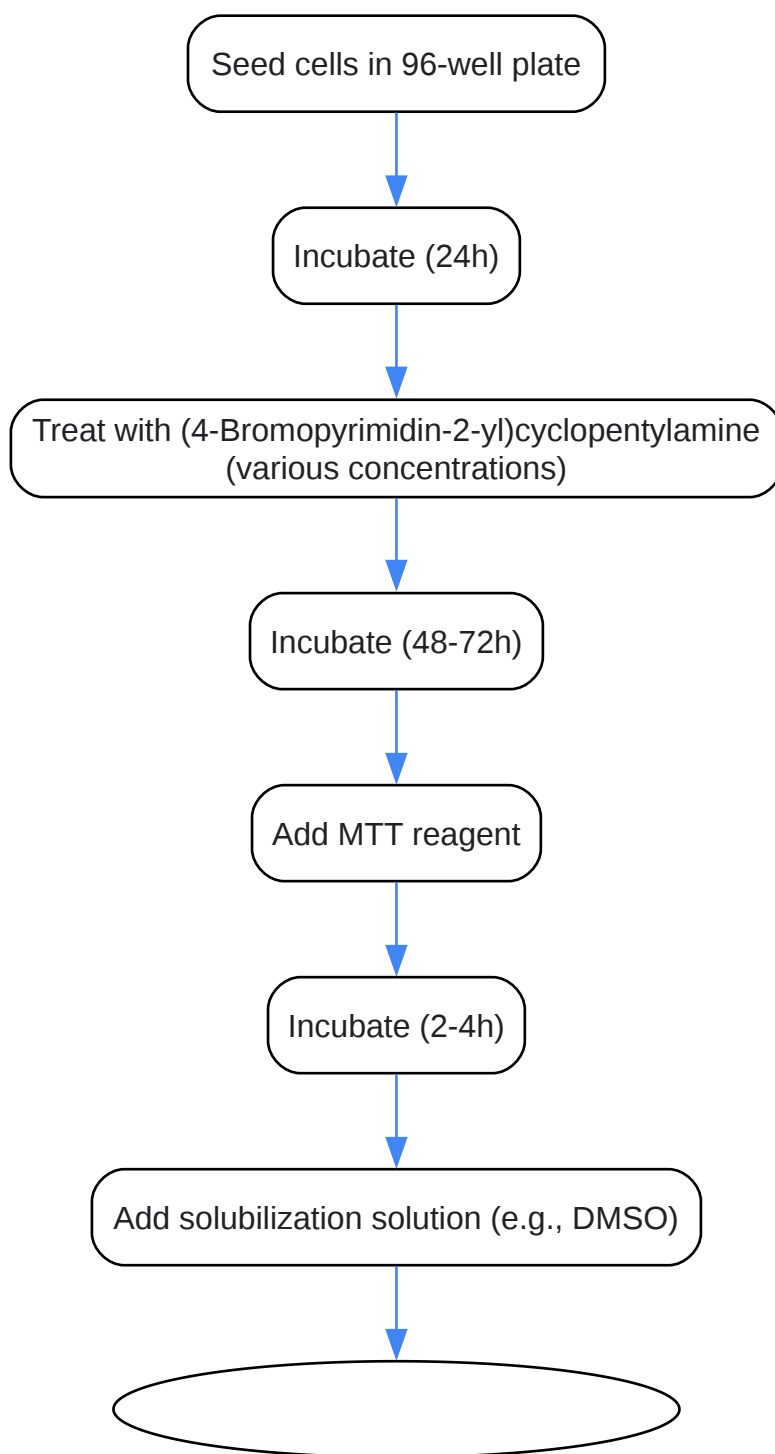 Seed cells in 96-well plate
Incubate (24h)
Treat with (4-Bromopyrimidin-2-yl)cyclopentylamine
(various concentrations)
Incubate (48-72h)
Add MTT reagent
Incubate (2-4h)
Add solubilization solution (e.g., DMSO)